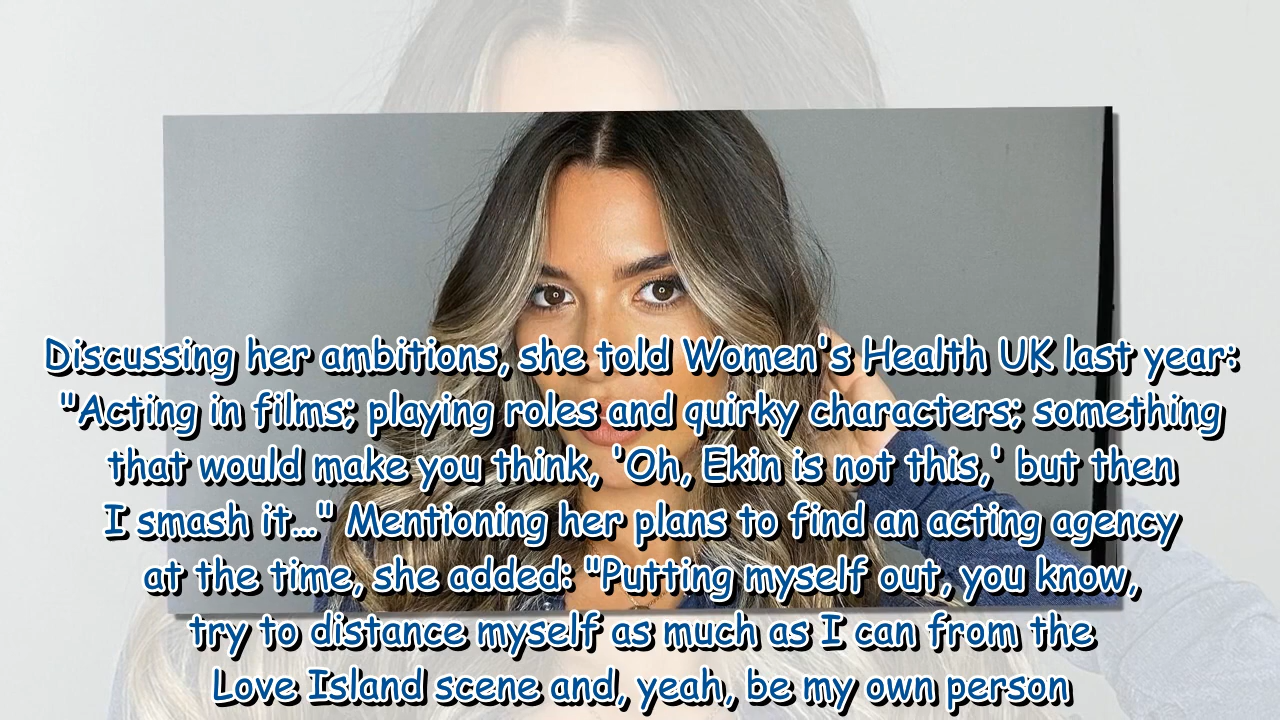 Discussing her ambitions, she told Women's Health UK last year:
"Acting in films; playing roles and quirky characters; something
that would make you think, 'Oh, Ekin is not this,' but then
I smash it..." Mentioning her plans to find an acting agency
at the time, she added: "Putting myself out, you know,
try to distance myself as much as I can from the
Love Island scene and, yeah, be my own person